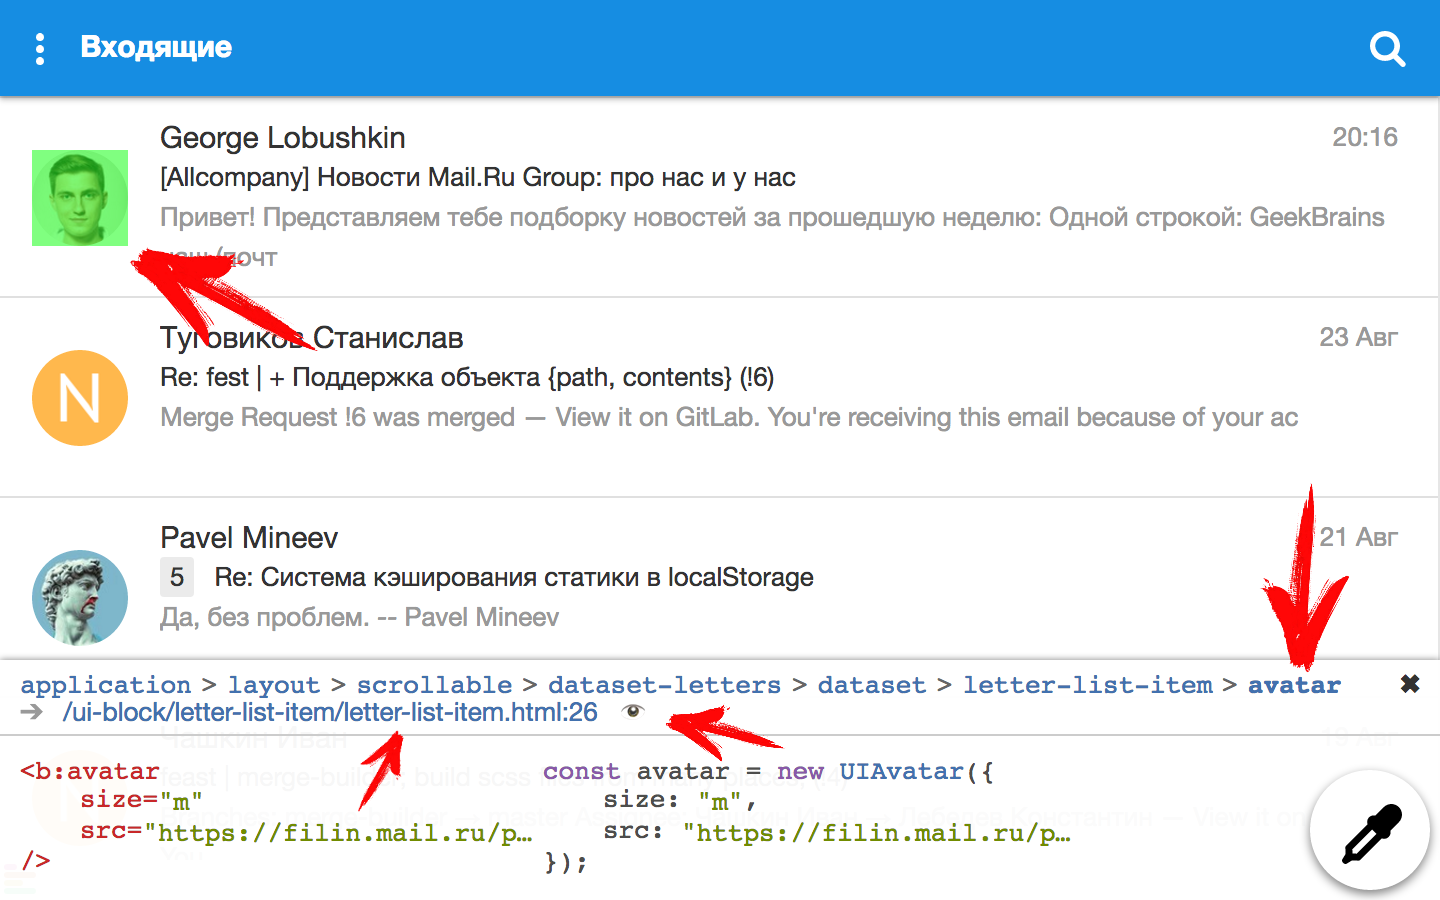 Входящие
George Lobushkin
20:16
[Allcompany] Новости Mail.Ru Group: про нас и у нас
Привет! Представляем тебе подборку новостей за прошедшую неделю: Одной строкой: GeekBrains
Туговиков Станислав
23 Авг
Re: fest | + Поддержка объекта {path, contents} (!6)
N
Merge Request !6 was merged — View it on GitLab. You're receiving this email because of your ac
Pavel Mineev
21 Авг
5 Re: Система кэширования статики в localStorage
Да, без проблем. -- Pavel Mineev
application > layout > scrollable > dataset-letters > dataset > letter-list-item > avatar ✖
→ /ui-block/letter-list-item/letter-list-item.html:26
Чашкин Иван
<b:avatar
size="m"
src="https://filin.mail.ru/p…
/>
const avatar = new UIAvatar({
size: "m",
src: "https://filin.mail.ru/p…
});